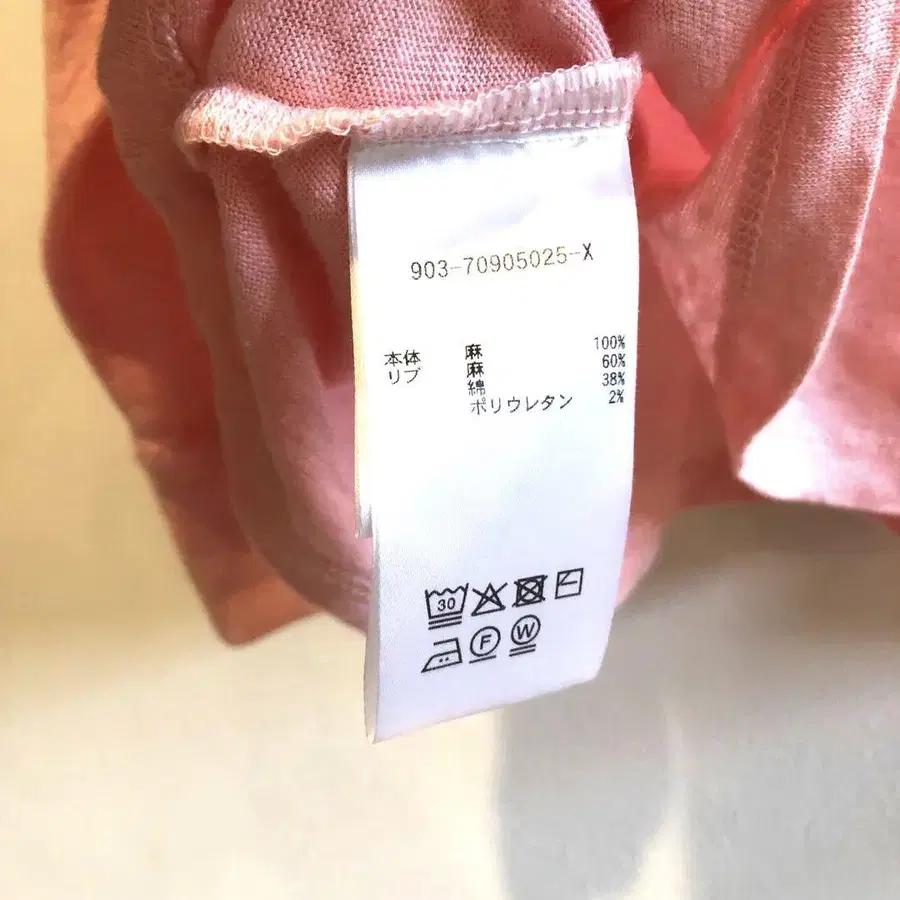 903-70905025-X
本体 麻 100%
リブ 麻 60%
綿 38%
ポリウレタン 2%
30
F W